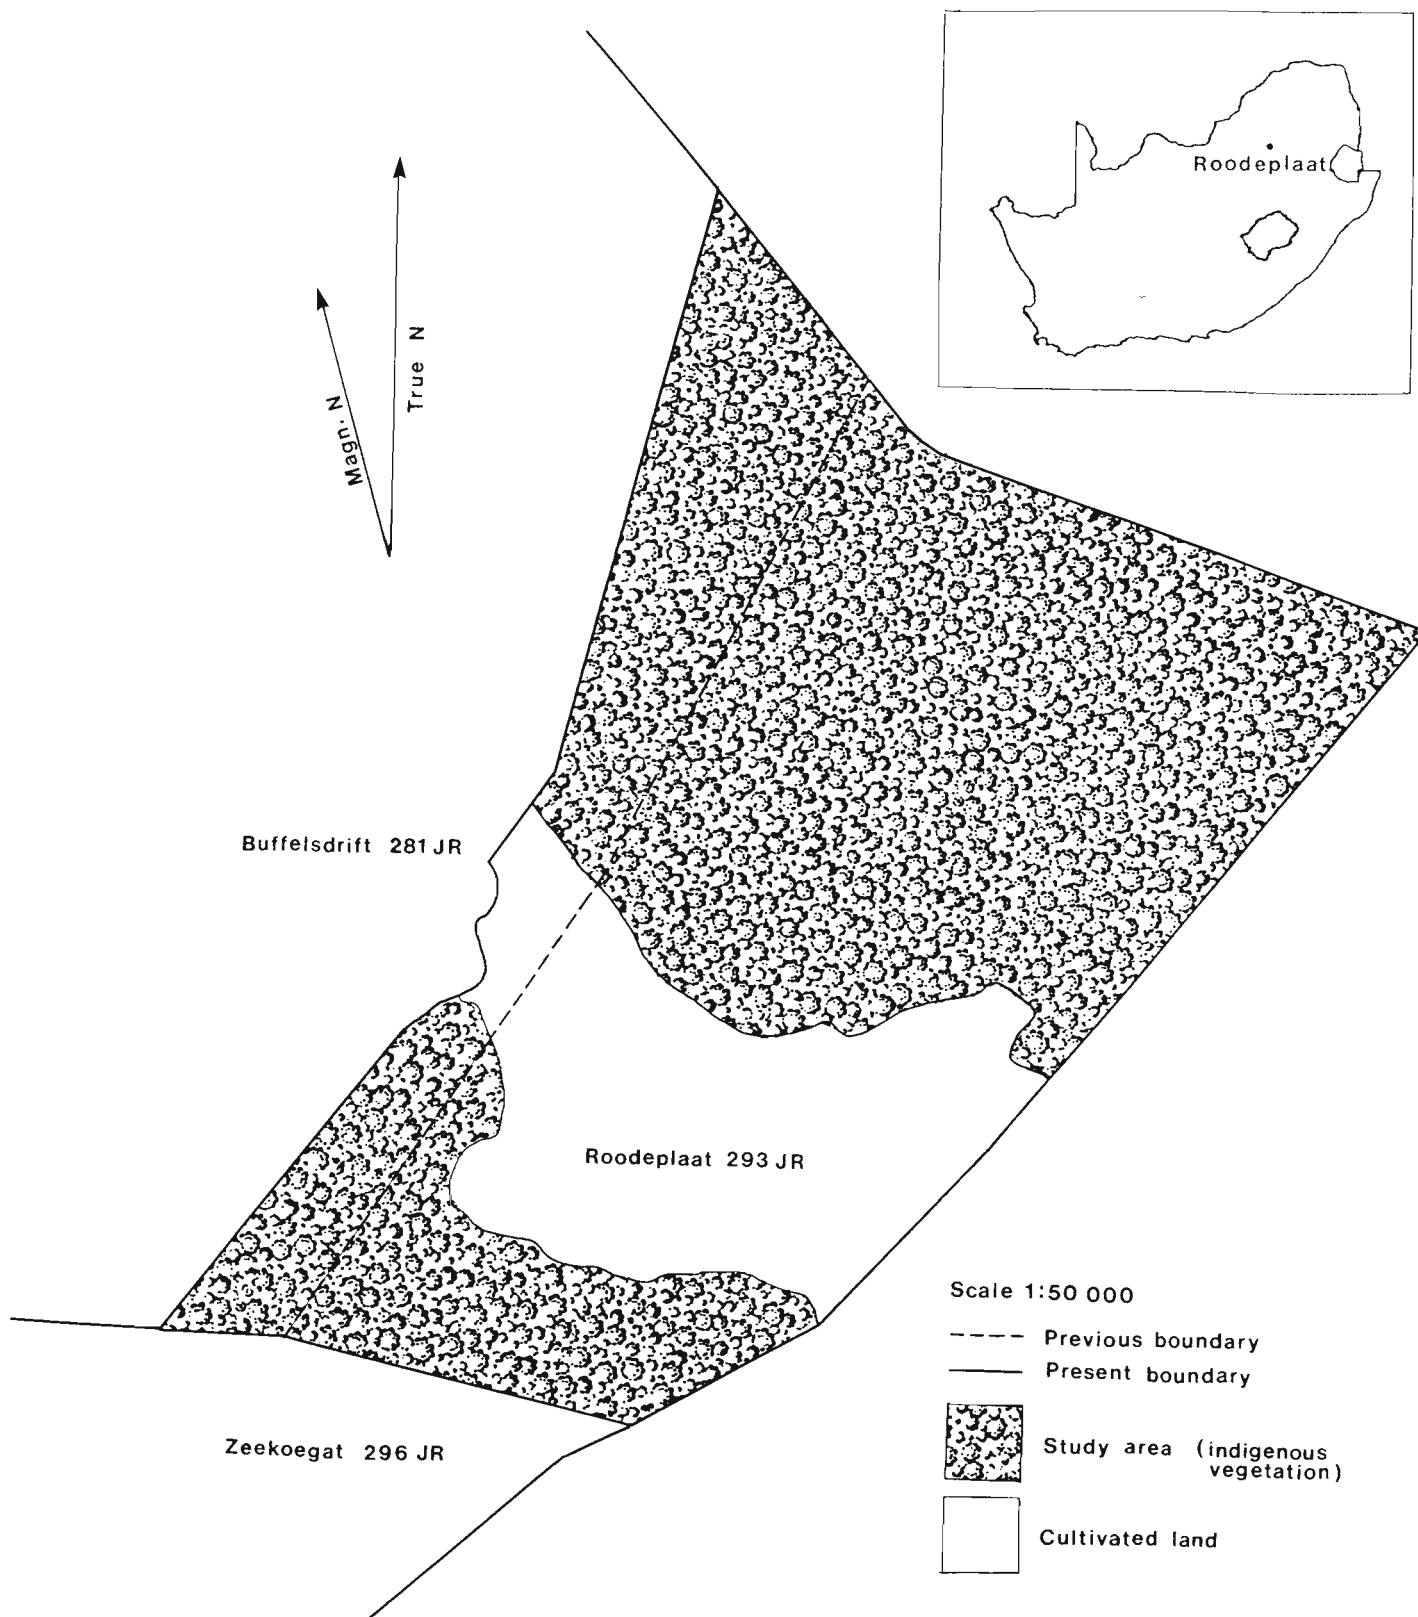 Roodeplaat
True N
Magn. N
Buffelsdrift 281 JR
Roodeplaat 293 JR
Zeekoegat 296 JR
Scale 1:50 000
Previous boundary
Present boundary
Study area (indigenous
vegetation)
Cultivated land